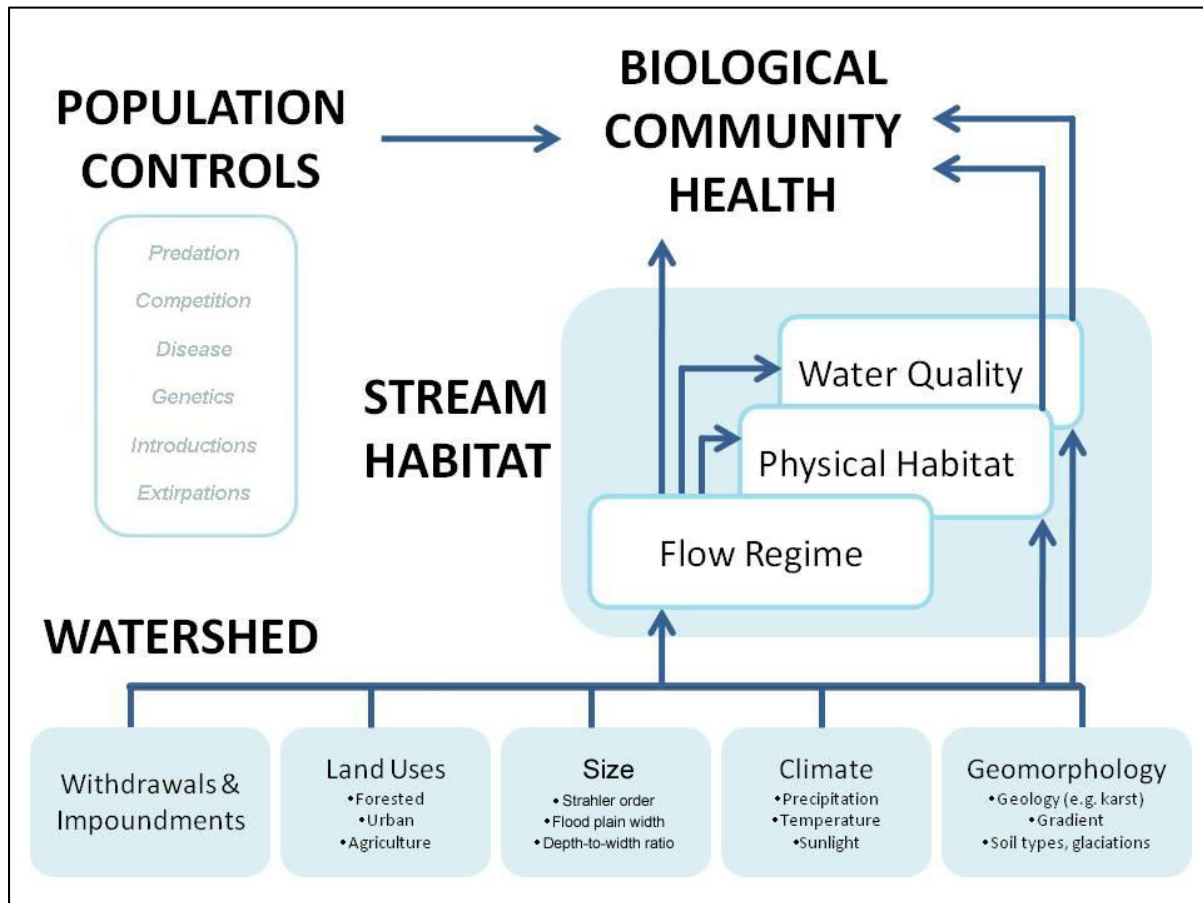 POPULATION
CONTROLS
Predation
Competition
Disease
Genetics
Introductions
Extirpations
BIOLOGICAL
COMMUNITY
HEALTH
STREAM
HABITAT
Water Quality
Physical Habitat
Flow Regime
WATERSHED
Withdrawals &
Impoundments
Land Uses
•Forested
•Urban
•Agriculture
Size
•Strahler order
•Flood plain width
•Depth-to-width ratio
Climate
•Precipitation
•Temperature
•Sunlight
Geomorphology
•Geology (e.g. karst)
•Gradient
•Soil types, glaciations